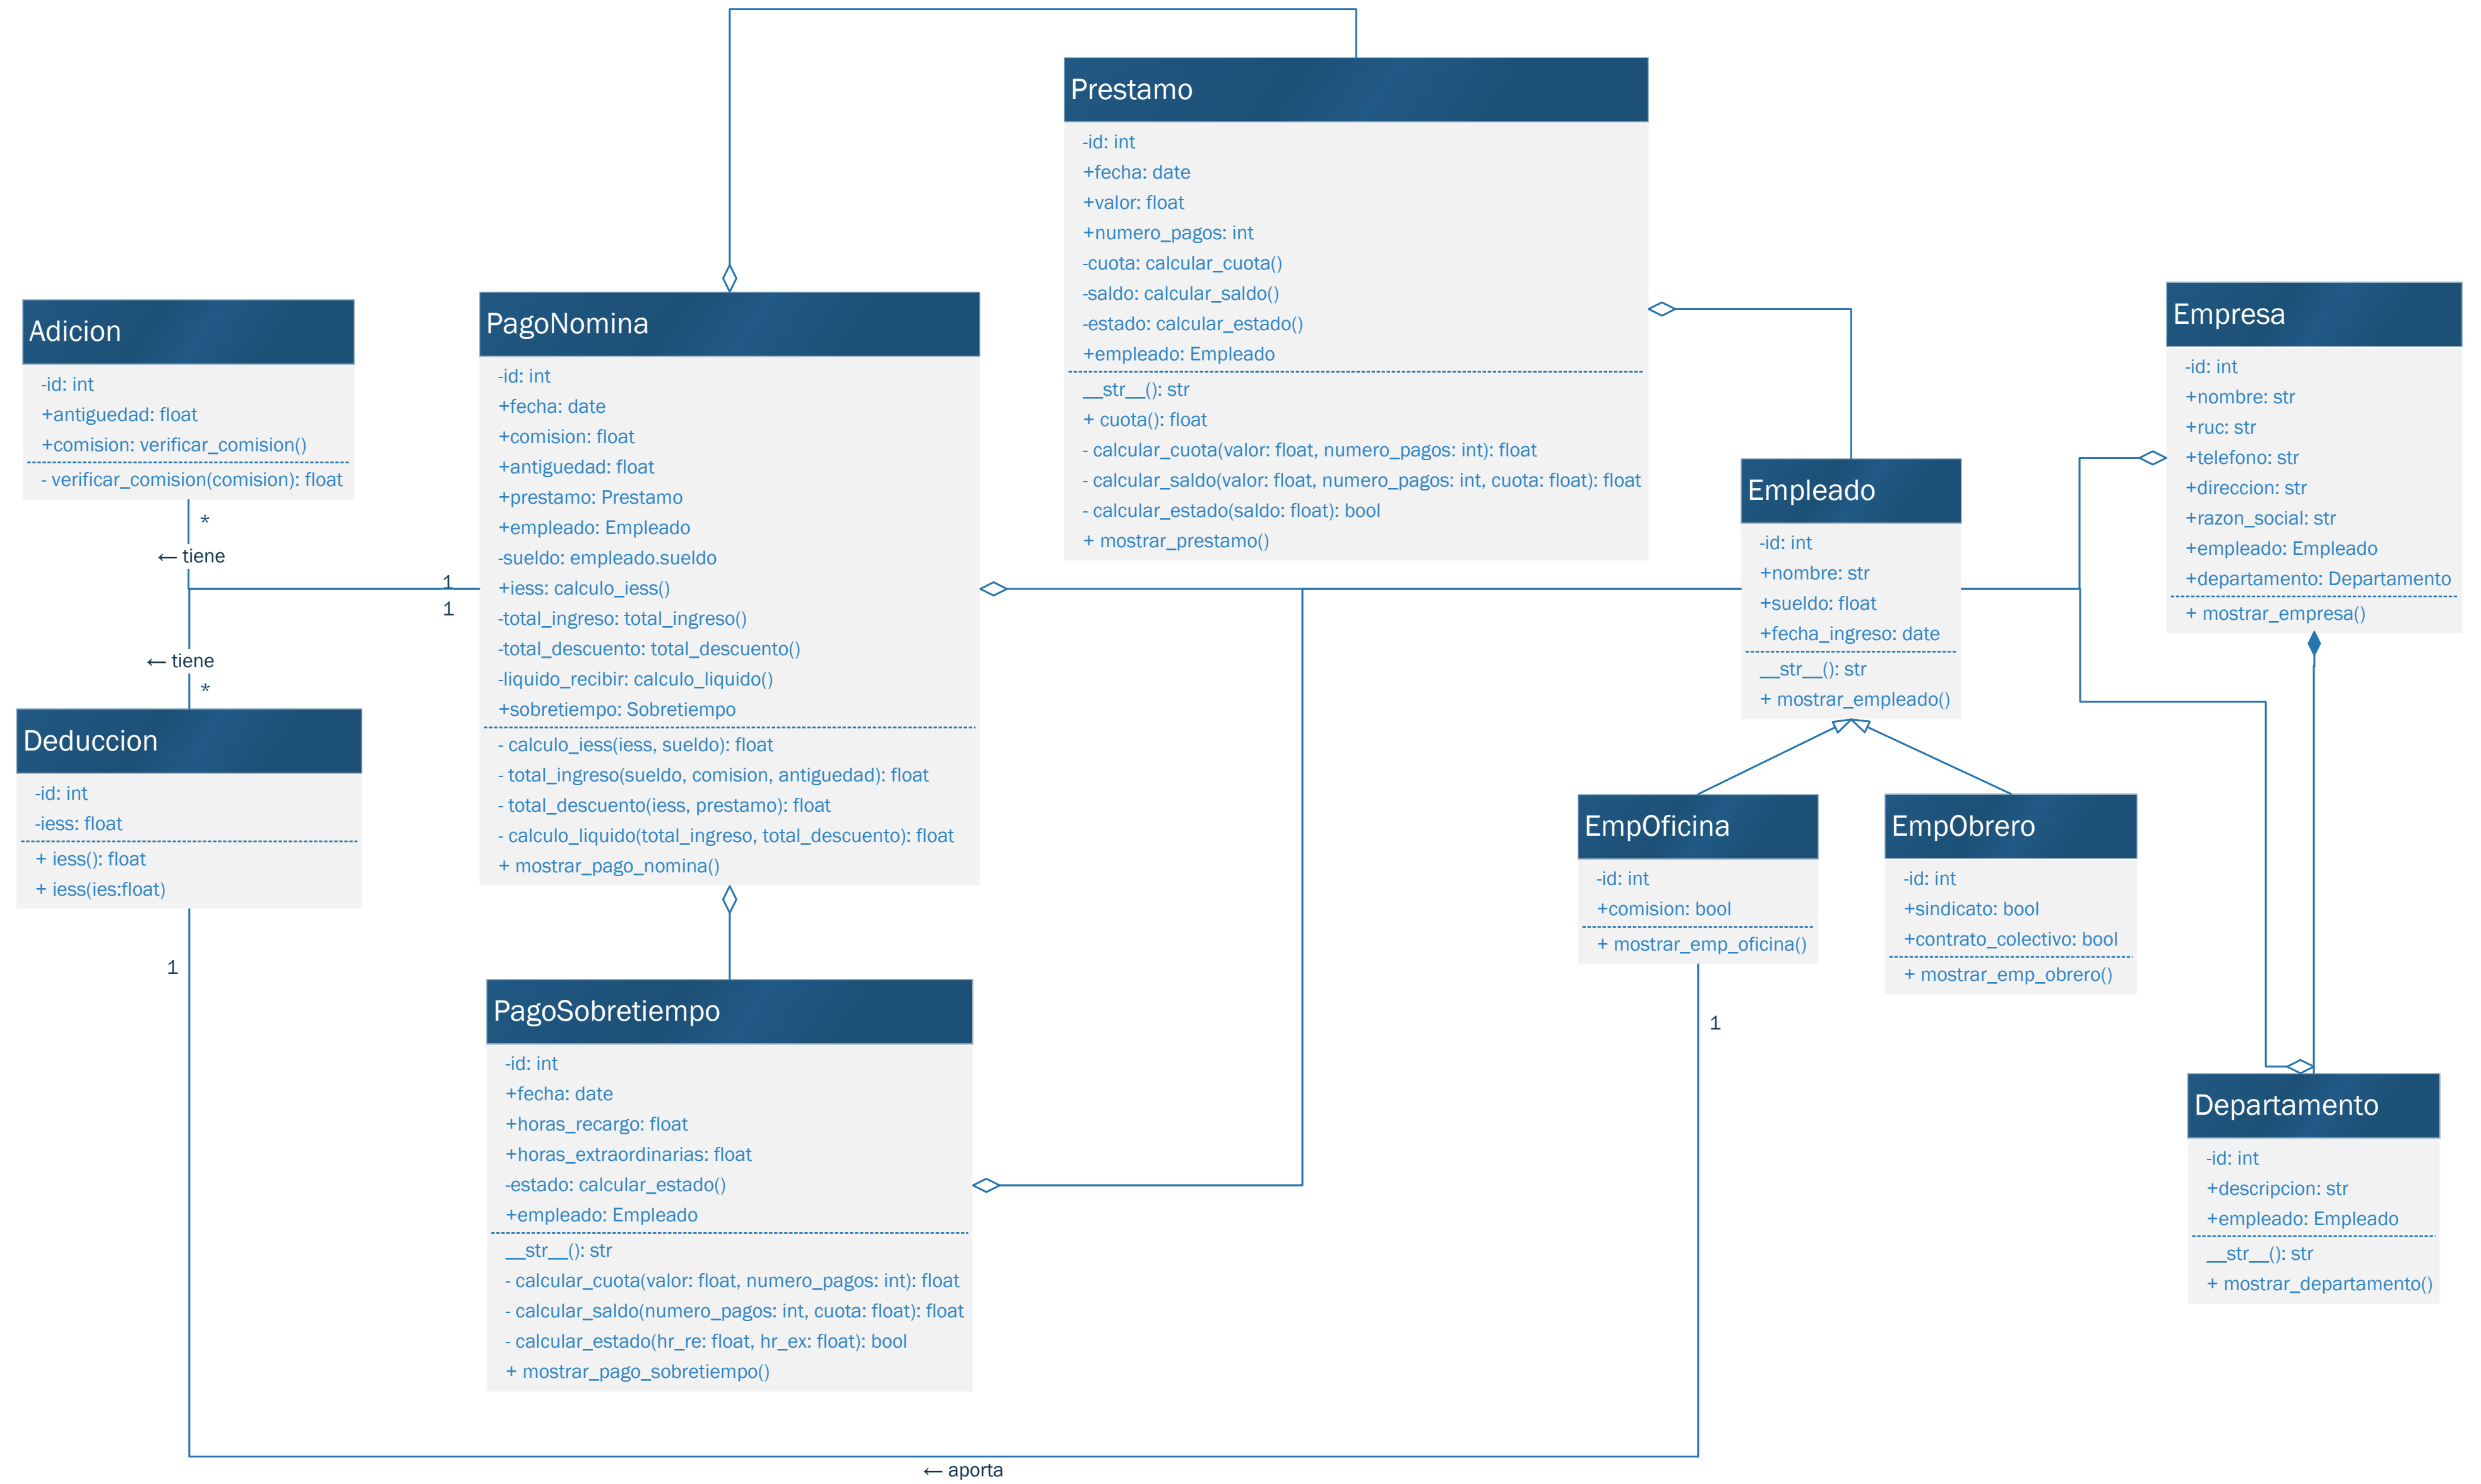 Prestamo
-id: int
+fecha: date
+valor: float
+numero_pagos: int
-cuota: calcular_cuota()
-saldo: calcular_saldo()
-estado: calcular_estado()
+empleado: Empleado
__str__(): str
+ cuota(): float
- calcular_cuota(valor: float, numero_pagos: int): float
- calcular_saldo(valor: float, numero_pagos: int, cuota: float): float
- calcular_estado(saldo: float): bool
+ mostrar_prestamo()
Adicion
-id: int
+antiguedad: float
+comision: verificar_comision()
- verificar_comision(comision): float
*
← tiene
1
1
← tiene
*
PagoNomina
-id: int
+fecha: date
+comision: float
+antiguedad: float
+prestamo: Prestamo
+empleado: Empleado
-sueldo: empleado.sueldo
+iess: calculo_iess()
-total_ingreso: total_ingreso()
-total_descuento: total_descuento()
-liquido_recibir: calculo_liquido()
+sobretiempo: Sobretiempo
- calculo_iess(iess, sueldo): float
- total_ingreso(sueldo, comision, antiguedad): float
- total_descuento(iess, prestamo): float
- calculo_liquido(total_ingreso, total_descuento): float
+ mostrar_pago_nomina()
Empresa
-id: int
+nombre: str
+ruc: str
+telefono: str
+direccion: str
+razon_social: str
+empleado: Empleado
+departamento: Departamento
+ mostrar_empresa()
Empleado
-id: int
+nombre: str
+sueldo: float
+fecha_ingreso: date
__str__(): str
+ mostrar_empleado()
Deduccion
-id: int
-iess: float
+ iess(): float
+ iess(ies:float)
1
EmpOficina
-id: int
+comision: bool
+ mostrar_emp_oficina()
1
EmpObrero
-id: int
+sindicato: bool
+contrato_colectivo: bool
+ mostrar_emp_obrero()
PagoSobretiempo
-id: int
+fecha: date
+horas_recargo: float
+horas_extraordinarias: float
-estado: calcular_estado()
+empleado: Empleado
__str__(): str
- calcular_cuota(valor: float, numero_pagos: int): float
- calcular_saldo(numero_pagos: int, cuota: float): float
- calcular_estado(hr_re: float, hr_ex: float): bool
+ mostrar_pago_sobretiempo()
Departamento
-id: int
+descripcion: str
+empleado: Empleado
__str__(): str
+ mostrar_departamento()
← aporta